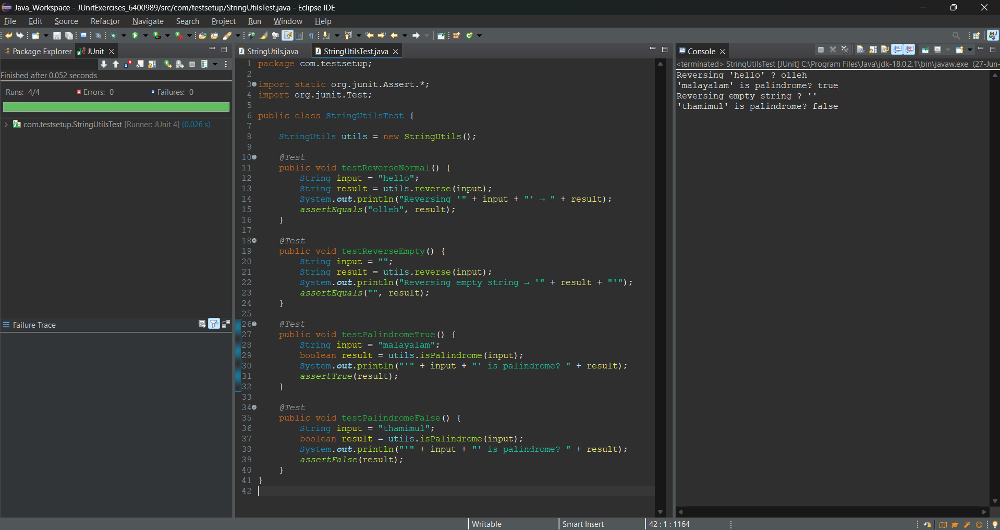 Java_Workspace - JUnitExercises_6400989/src/com/testsetup/StringUtilsTest.java - Eclipse IDE
File Edit Source Refactor Navigate Search Project Run Window Help
Package Explorer JUnit
Finished after 0.052 seconds
Runs: 4/4 Errors: 0 Failures: 0
com.testsetup.StringUtilsTest [Runner: JUnit 4] (0.026 s)
Failure Trace
StringUtils.java StringUtilsTest.java
1 package com.testsetup;
2
3 import static org.junit.Assert.*;
4 import org.junit.Test;
5
6 public class StringUtilsTest {
7
8 StringUtils utils = new StringUtils();
9
10 @Test
11 public void testReverseNormal() {
12 String input = "hello";
13 String result = utils.reverse(input);
14 System.out.println("Reversing '" + input + "' → " + result);
15 assertEquals("olleh", result);
16 }
17
18 @Test
19 public void testReverseEmpty() {
20 String input = "";
21 String result = utils.reverse(input);
22 System.out.println("Reversing empty string → '" + result + "'");
23 assertEquals("", result);
24 }
25
26 @Test
27 public void testPalindromeTrue() {
28 String input = "malayalam";
29 boolean result = utils.isPalindrome(input);
30 System.out.println("'" + input + "' is palindrome? " + result);
31 assertTrue(result);
32 }
33
34 @Test
35 public void testPalindromeFalse() {
36 String input = "thamimul";
37 boolean result = utils.isPalindrome(input);
38 System.out.println("'" + input + "' is palindrome? " + result);
39 assertFalse(result);
40 }
41 }
42
Console
<terminated> StringUtilsTest [JUnit] C:\Program Files\Java\jdk-18.0.2.1\bin\javaw.exe (27-Jun-
Reversing 'hello' ? olleh
'malayalam' is palindrome? true
Reversing empty string ? ''
'thamimul' is palindrome? false
Writable Smart Insert 42 : 1 : 1164